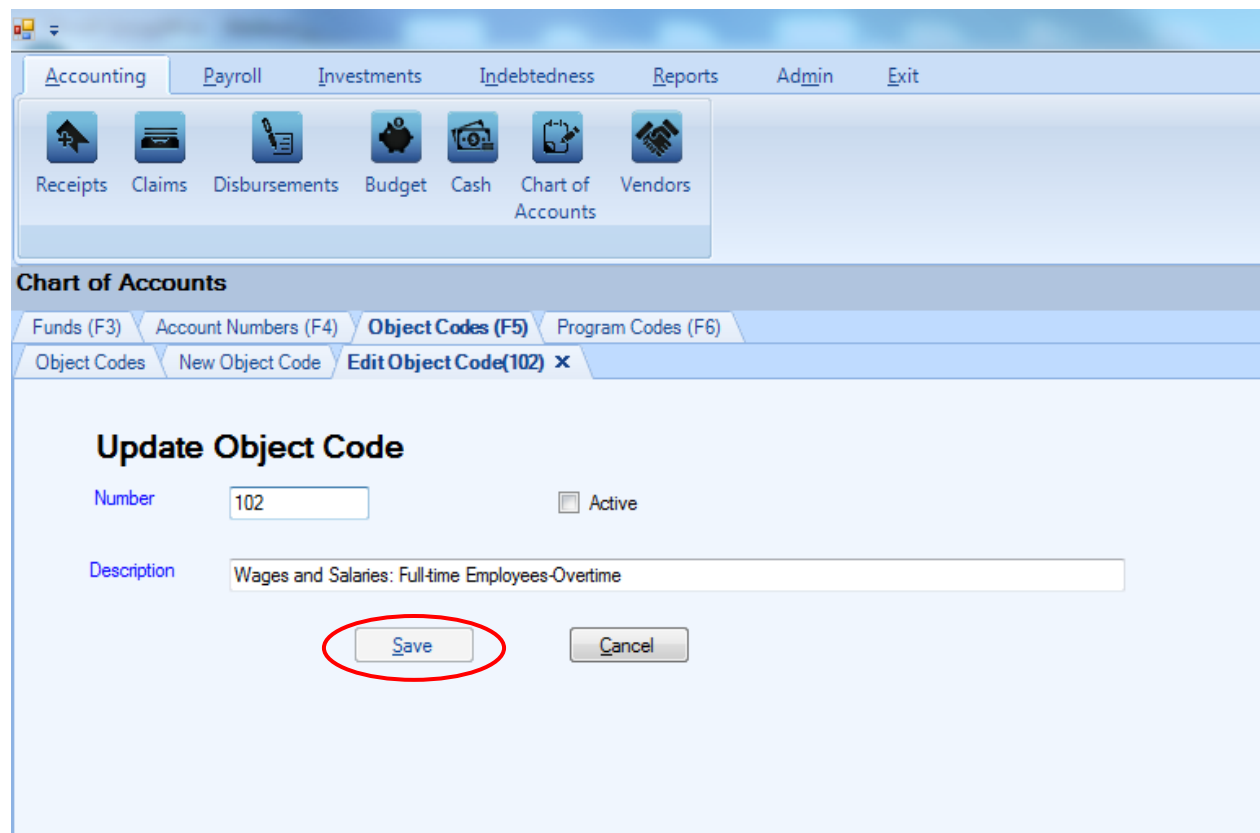 Accounting Payroll Investments Indebtedness Reports Admin Exit
Receipts Claims Disbursements Budget Cash Chart of Accounts Vendors
Chart of Accounts
Funds (F3) Account Numbers (F4) Object Codes (F5) Program Codes (F6)
Object Codes New Object Code Edit Object Code(102) x
Update Object Code
Number 102 Active
Description Wages and Salaries: Full-time Employees-Overtime
Save Cancel